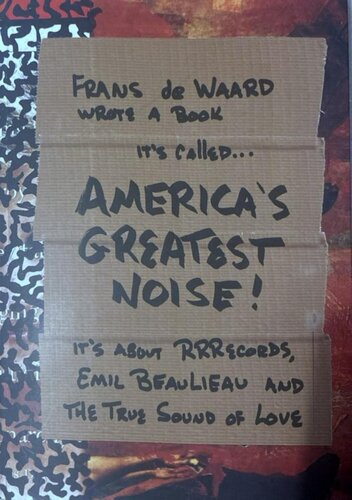 FRANS de WAARD
WROTE A BOOK
IT'S CALLED...
AMERICA'S
GREATEST
NOISE!
IT'S ABOUT RRRECORDS,
EMIL BEAULIEAU AND
THE TRUE SOUND OF LOVE